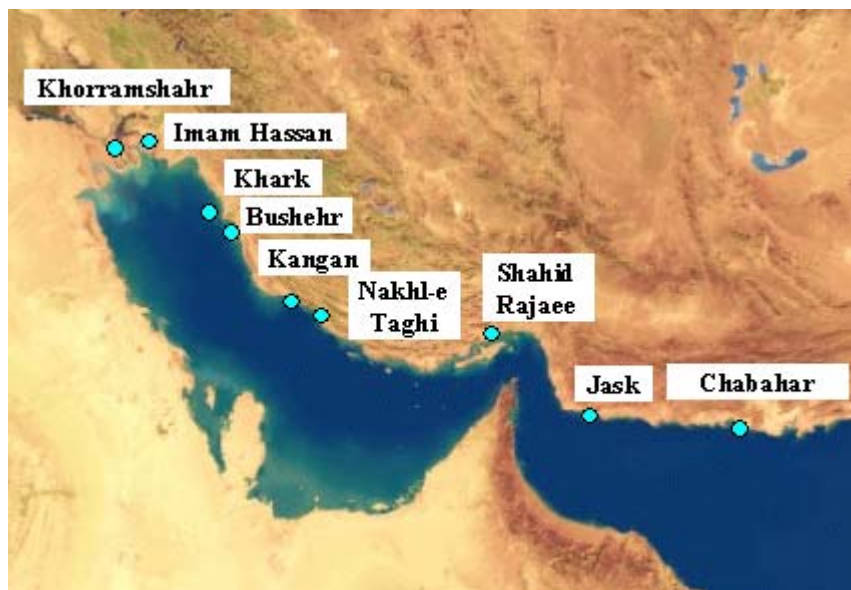 Khorramshahr
Imam Hassan
Khark
Bushehr
Kangan
Nakhl-e
Taghi
Shahid
Rajaee
Jask
Chabahar